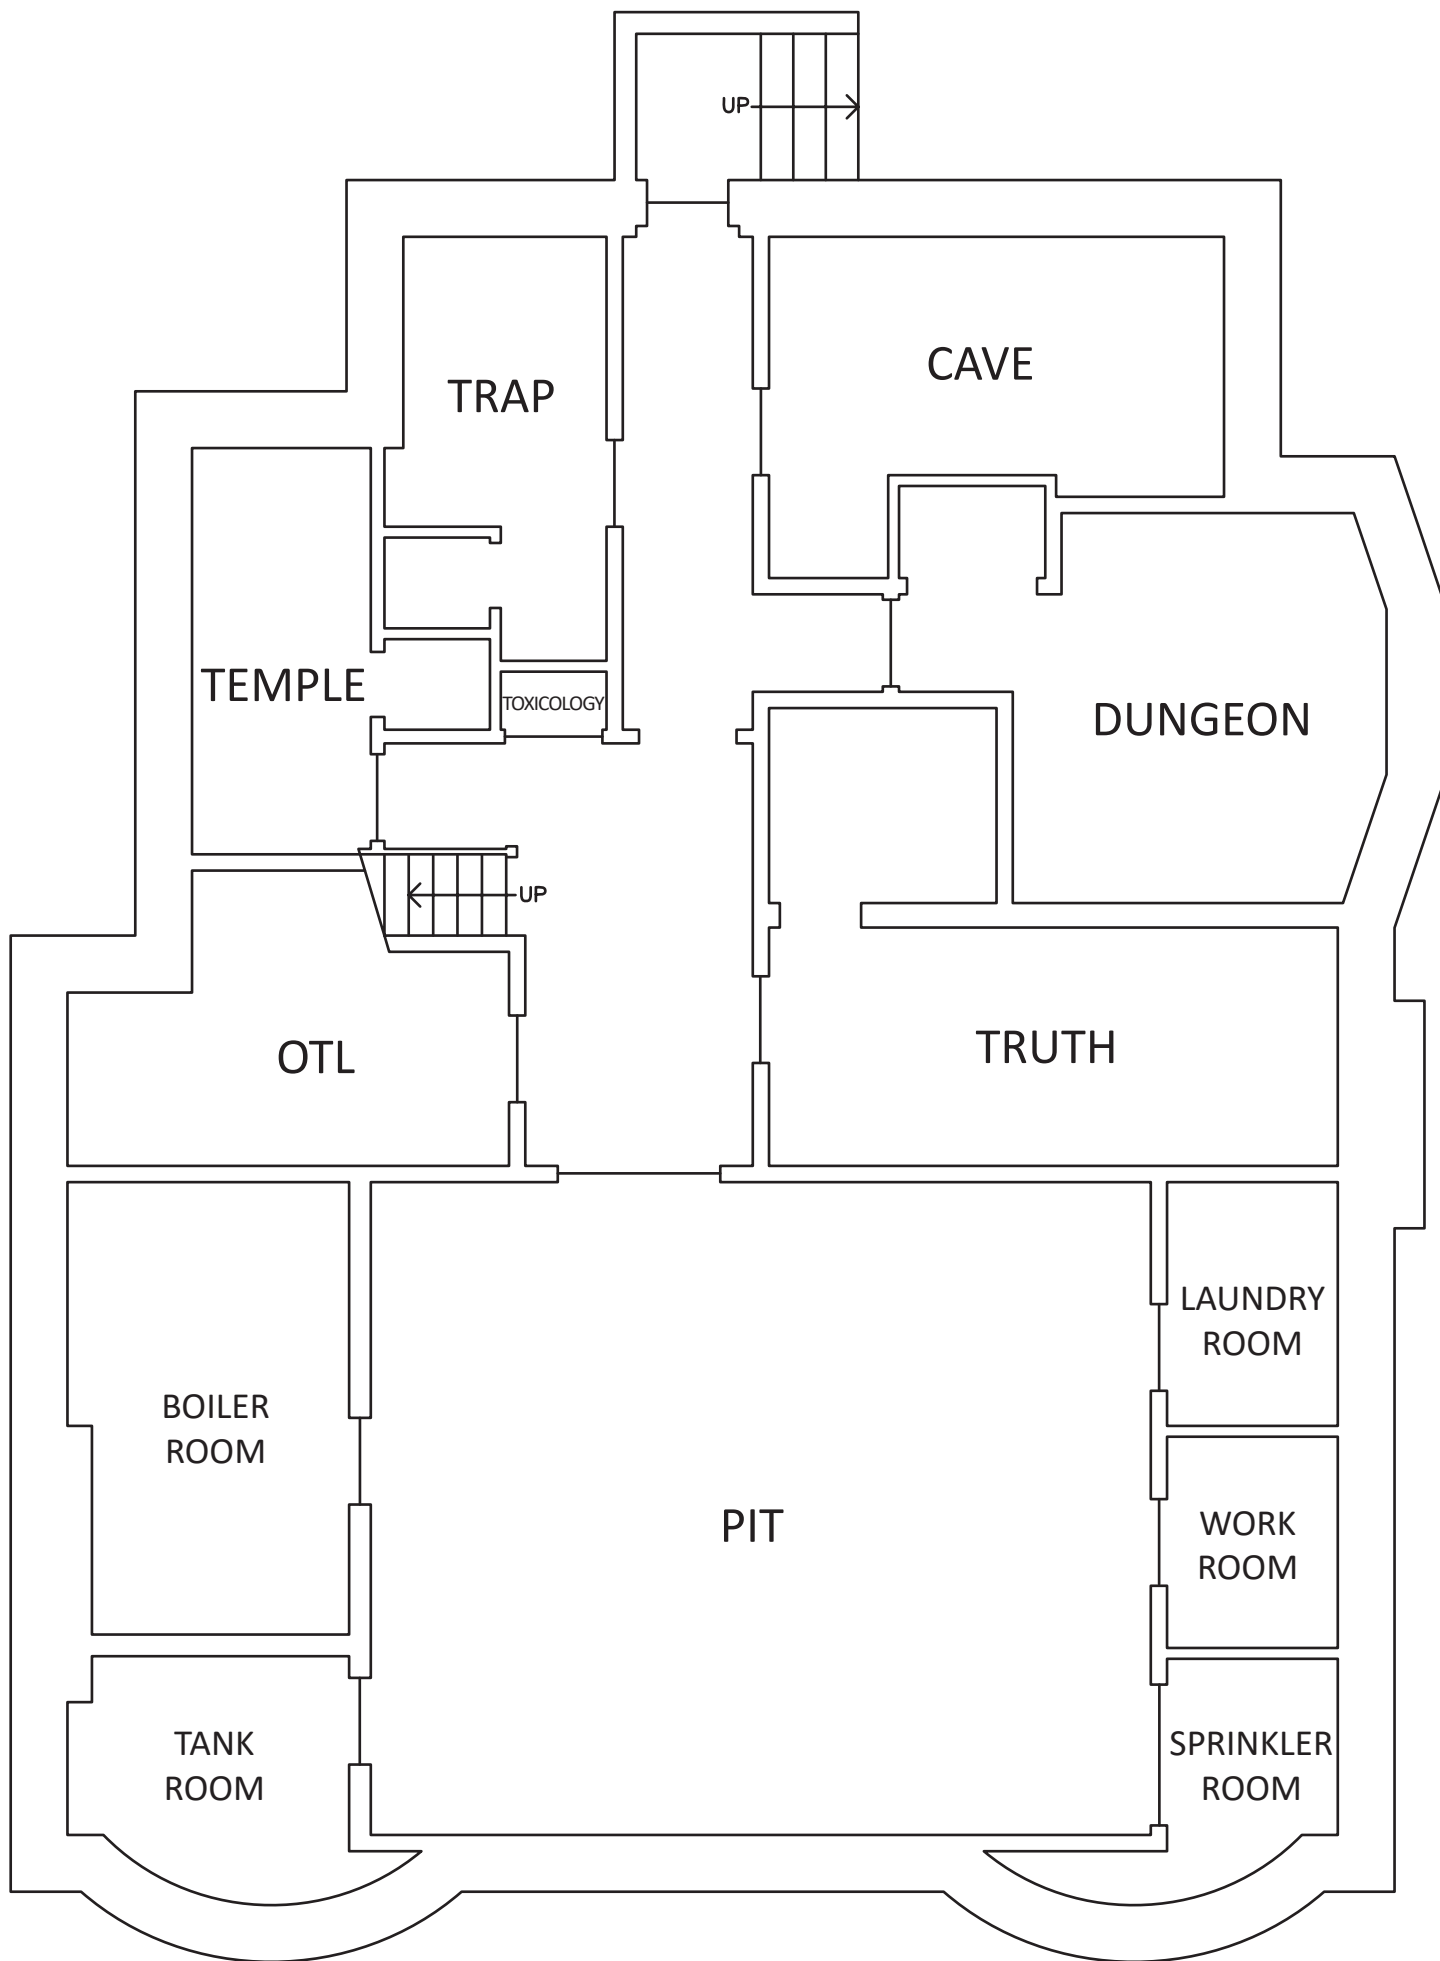 UP
CAVE
TRAP
TEMPLE
TOXICOLOGY
DUNGEON
UP
OTL
TRUTH
LAUNDRY
ROOM
BOILER
ROOM
PIT
WORK
ROOM
TANK
ROOM
SPRINKLER
ROOM